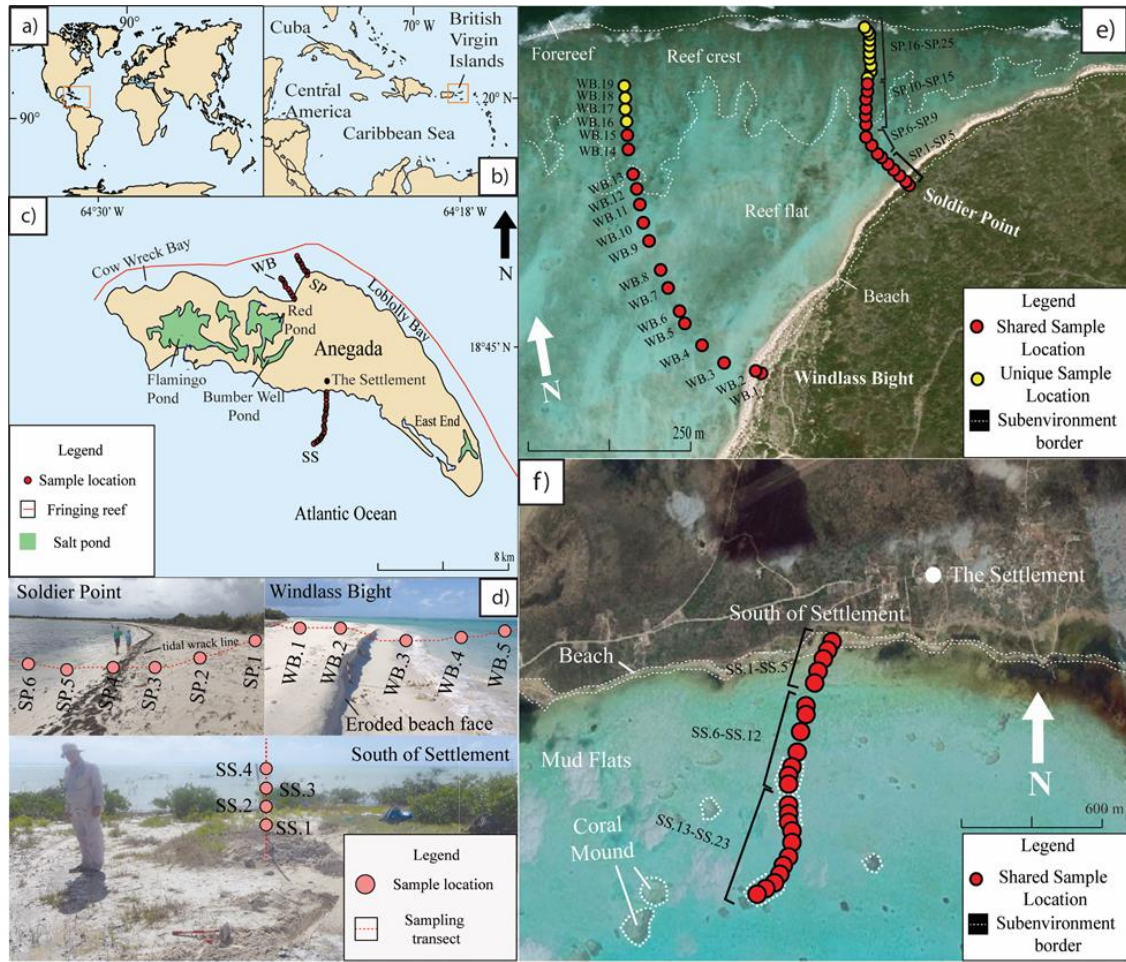 a)
90°
70° W
Cuba
British
Virgin
Islands
Central
America
20° N
Caribbean Sea
b)
c)
64°30' W
64°18' W
N
Cow Wreck Bay
WB
SP
Loblolly Bay
Red
Pond
Anegada
18°45' N
Flamingo
Pond
Bumber Well
Pond
The Settlement
East End
SS
Atlantic Ocean
8 km
Legend
Sample location
Fringing reef
Salt pond
d)
Soldier Point
tidal wrack line
SP.6
SP.5
SP.4
SP.3
SP.2
SP.1
Windlass Bight
WB.1
WB.2
WB.3
WB.4
WB.5
Eroded beach face
South of Settlement
SS.4
SS.3
SS.2
SS.1
Legend
Sample location
Sampling
transect
e)
Forereef
Reef crest
SP.16-SP.25
SP.10-SP.15
SP.6-SP.9
SP.1-SP.5
WB.19
WB.18
WB.17
WB.16
WB.15
WB.14
WB.13
WB.12
WB.11
WB.10
WB.9
WB.8
WB.7
WB.6
WB.5
WB.4
WB.3
WB.2
WB.1
Reef flat
Soldier Point
Beach
Windlass Bight
N
250 m
Legend
Shared Sample
Location
Unique Sample
Location
Subenvironment
border
f)
The Settlement
South of Settlement
Beach
SS.1-SS.5
SS.6-SS.12
Mud Flats
SS.13-SS.23
Coral
Mound
N
600 m
Legend
Shared Sample
Location
Subenvironment
border